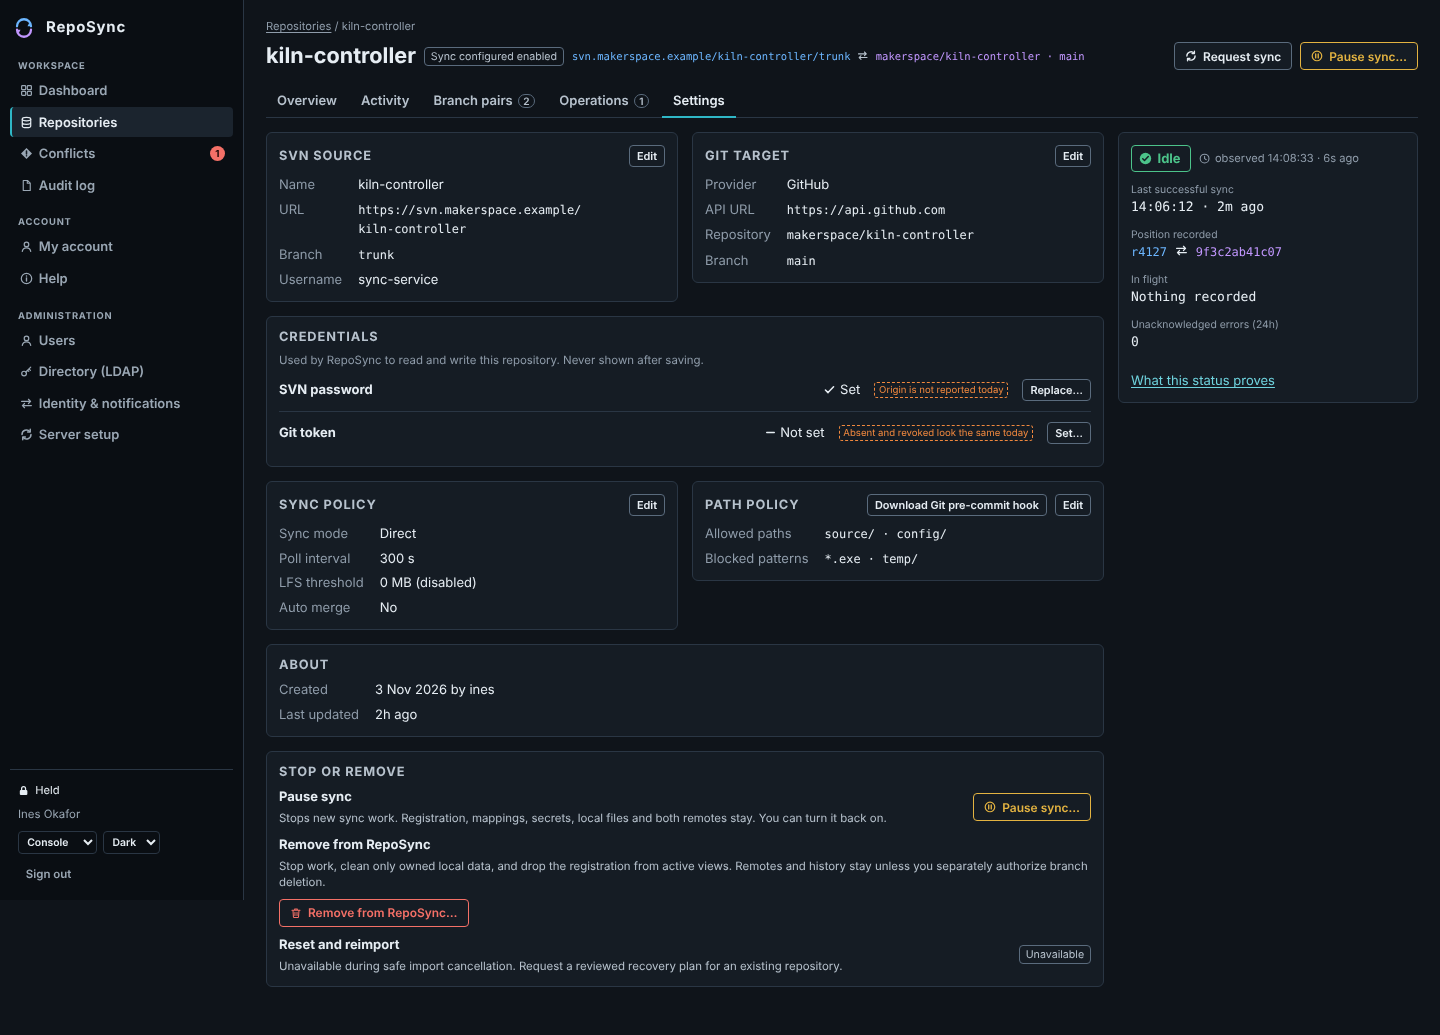 RepoSync
WORKSPACE
Dashboard
Repositories
Conflicts 1
Audit log
ACCOUNT
My account
Help
ADMINISTRATION
Users
Directory (LDAP)
Identity & notifications
Server setup
Held
Ines Okafor
Console Dark
Sign out
Repositories / kiln-controller
kiln-controller Sync configured enabled svn.makerspace.example/kiln-controller/trunk ⇄ makerspace/kiln-controller · main
Request sync Pause sync...
Overview Activity Branch pairs 2 Operations 1 Settings
SVN SOURCE Edit
Name kiln-controller
URL https://svn.makerspace.example/
kiln-controller
Branch trunk
Username sync-service
GIT TARGET Edit
Provider GitHub
API URL https://api.github.com
Repository makerspace/kiln-controller
Branch main
CREDENTIALS
Used by RepoSync to read and write this repository. Never shown after saving.
SVN password Set Origin is not reported today Replace...
Git token Not set Absent and revoked look the same today Set...
SYNC POLICY Edit
Sync mode Direct
Poll interval 300 s
LFS threshold 0 MB (disabled)
Auto merge No
PATH POLICY Download Git pre-commit hook Edit
Allowed paths source/ · config/
Blocked patterns *.exe · temp/
ABOUT
Created 3 Nov 2026 by ines
Last updated 2h ago
STOP OR REMOVE
Pause sync
Stops new sync work. Registration, mappings, secrets, local files and both remotes stay. You can turn it back on.
Pause sync...
Remove from RepoSync
Stop work, clean only owned local data, and drop the registration from active views. Remotes and history stay unless you separately authorize branch
deletion.
Remove from RepoSync...
Reset and reimport
Unavailable during safe import cancellation. Request a reviewed recovery plan for an existing repository.
Unavailable
Idle observed 14:08:33 · 6s ago
Last successful sync
14:06:12 · 2m ago
Position recorded
r4127 ⇄ 9f3c2ab41c07
In flight
Nothing recorded
Unacknowledged errors (24h)
0
What this status proves